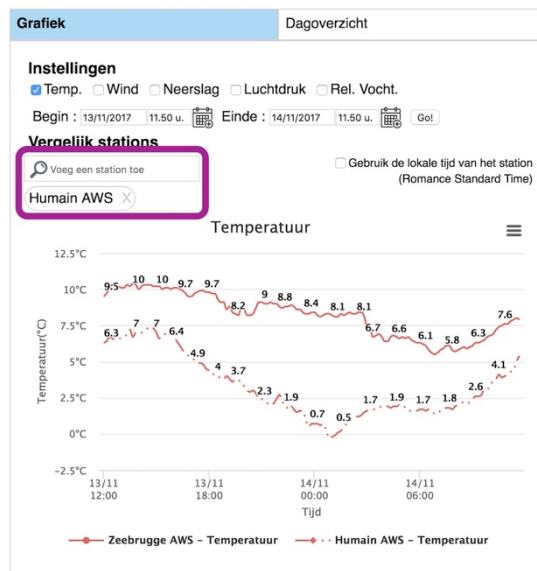 Grafiek Dagoverzicht
Instellingen
Temp. Wind Neerslag Luchtdruk Rel. Vocht.
Begin : 13/11/2017 11.50 u. Einde : 14/11/2017 11.50 u. Go!
Vergelijk stations
Voeg een station toe
Gebruik de lokale tijd van het station
(Romance Standard Time)
Humain AWS X
Temperatuur
12.5°C
10°C
7.5°C
5°C
2.5°C
0°C
-2.5°C
Temperatuur(°C)
9.5 10 10 9.7 9.7 8.2 9 8.8 8.4 8.1 8.1 6.7 6.6 6.1 5.8 6.3 7.6
6.3 7 7 6.4 4.9 4 3.7 2.3 1.9 0.7 0.5 1.7 1.9 1.7 1.8 2.6 4.1
13/11 13/11 14/11 14/11
12:00 18:00 00:00 06:00
Tijd
Zeebrugge AWS - Temperatuur Humain AWS - Temperatuur